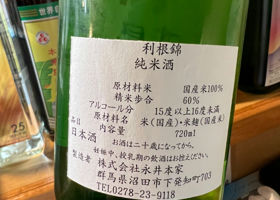 利根錦
純米酒
原材料米 国産米100%
精米歩合 60%
アルコール分 15度以上16度未満
原材料名 米(国産)・米麹(国産米)
品目 日本酒
内容量 720ml
お酒は二十歳になってから。
妊娠中、授乳期の飲酒はお控えください。
製造者 株式会社永井本家
群馬県沼田市下発知町703
TEL0278-23-9118
25